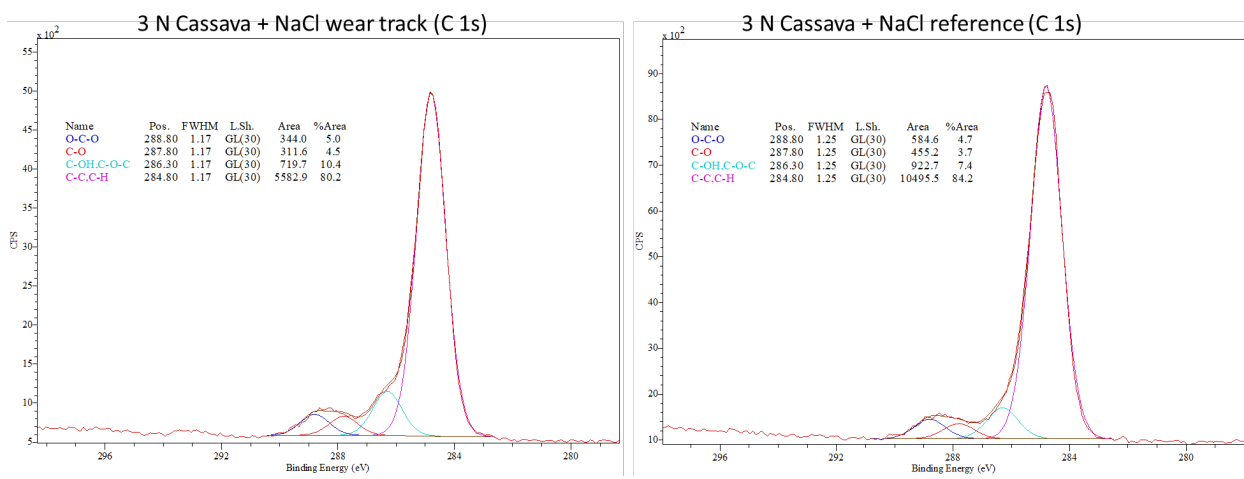 3 N Cassava + NaCl wear track (C 1s)
x 10²
55
50
45
40
35
30
25
20
15
10
5
CPS
Name Pos. FWHM L.Sh. Area %Area
O-C-O 288.80 1.17 GL(30) 344.0 5.0
C-O 287.80 1.17 GL(30) 311.6 4.5
C-OH,C-O-C 286.30 1.17 GL(30) 719.7 10.4
C-C,C-H 284.80 1.17 GL(30) 5582.9 80.2
296 292 288 284 280
Binding Energy (eV)
3 N Cassava + NaCl reference (C 1s)
x 10²
90
80
70
60
50
40
30
20
10
CPS
Name Pos. FWHM L.Sh. Area %Area
O-C-O 288.80 1.25 GL(30) 584.6 4.7
C-O 287.80 1.25 GL(30) 455.2 3.7
C-OH,C-O-C 286.30 1.25 GL(30) 922.7 7.4
C-C,C-H 284.80 1.25 GL(30) 10495.5 84.2
296 292 288 284 280
Binding Energy (eV)